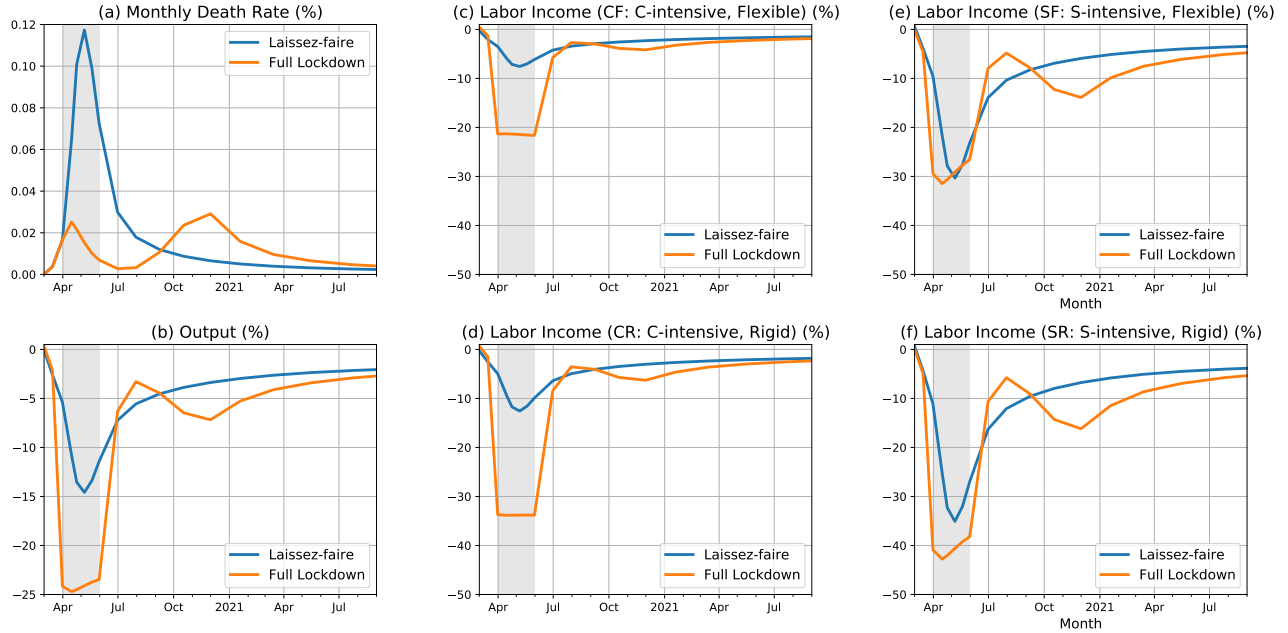 (a) Monthly Death Rate (%)
0.12
0.10
0.08
0.06
0.04
0.02
0.00
Laissez-faire
Full Lockdown
Apr Jul Oct 2021 Apr Jul
(c) Labor Income (CF: C-intensive, Flexible) (%)
0
−10
−20
−30
−40
−50
Laissez-faire
Full Lockdown
Apr Jul Oct 2021 Apr Jul
(e) Labor Income (SF: S-intensive, Flexible) (%)
0
−10
−20
−30
−40
−50
Laissez-faire
Full Lockdown
Apr Jul Oct 2021 Apr Jul
Month
(b) Output (%)
0
−5
−10
−15
−20
−25
Laissez-faire
Full Lockdown
Apr Jul Oct 2021 Apr Jul
(d) Labor Income (CR: C-intensive, Rigid) (%)
0
−10
−20
−30
−40
−50
Laissez-faire
Full Lockdown
Apr Jul Oct 2021 Apr Jul
(f) Labor Income (SR: S-intensive, Rigid) (%)
0
−10
−20
−30
−40
−50
Laissez-faire
Full Lockdown
Apr Jul Oct 2021 Apr Jul
Month